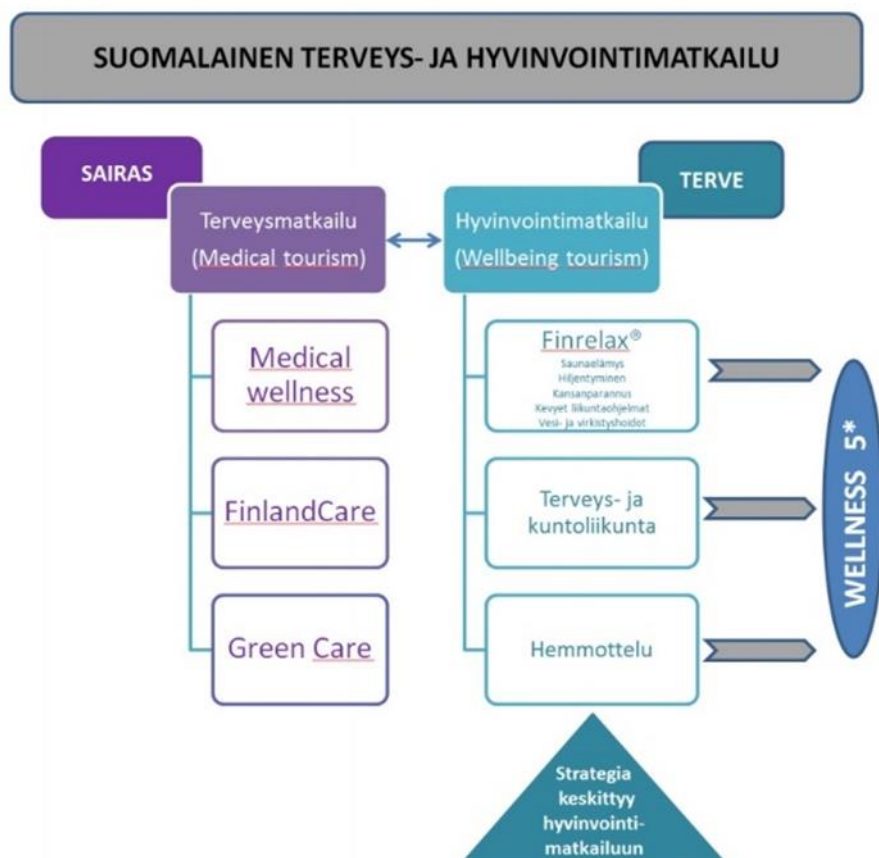 SUOMALAINEN TERVEYS- JA HYVINVOINTIMATKAILU
SAIRAS
TERVE
Terveysmatkailu
(Medical tourism)
Hyvinvointimatkailu
(Wellbeing tourism)
Medical
wellness
FinlandCare
Green Care
Finrelax®
Saunaelämys
Hiljentyminen
Kansanparannus
Kevyet liikuntaohjelmat
Vesi- ja virkistyshoidot
Terveys- ja
kuntoliikunta
Hemmottelu
WELLNESS 5*
Strategia
keskittyy
hyvinvointi-
matkailuun